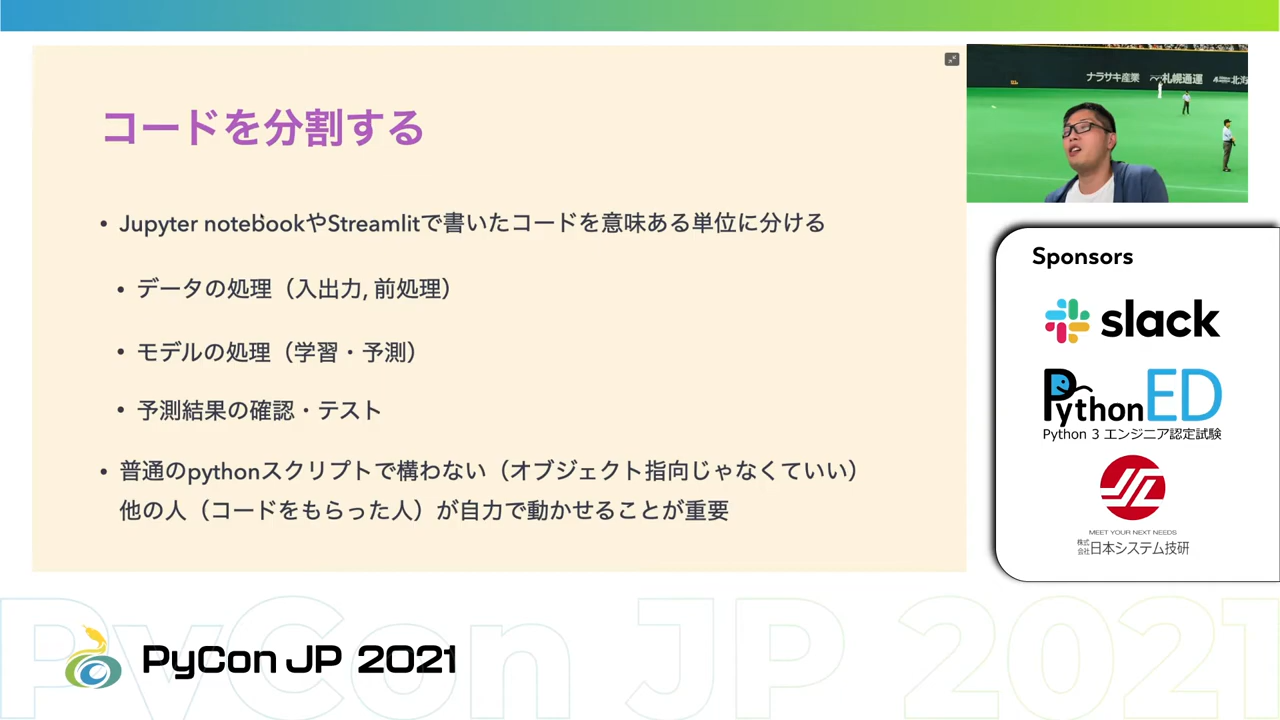 コードを分割する
• Jupyter notebookやStreamlitで書いたコードを意味ある単位に分ける
• データの処理（入出力, 前処理）
• モデルの処理（学習・予測）
• 予測結果の確認・テスト
• 普通のpythonスクリプトで構わない（オブジェクト指向じゃなくていい）
他の人（コードをもらった人）が自力で動かせることが重要
ナラサキ産業
札幌通運
Sponsors
slack
PythonED
Python 3 エンジニア認定試験
MEET YOUR NEXT NEEDS
株式会社日本システム技研
PyCon JP 2021
PyCon JP 2021